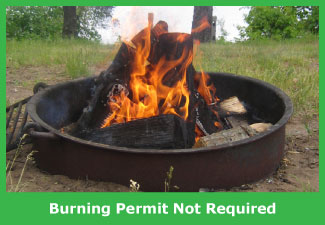 Burning Permit Not Required